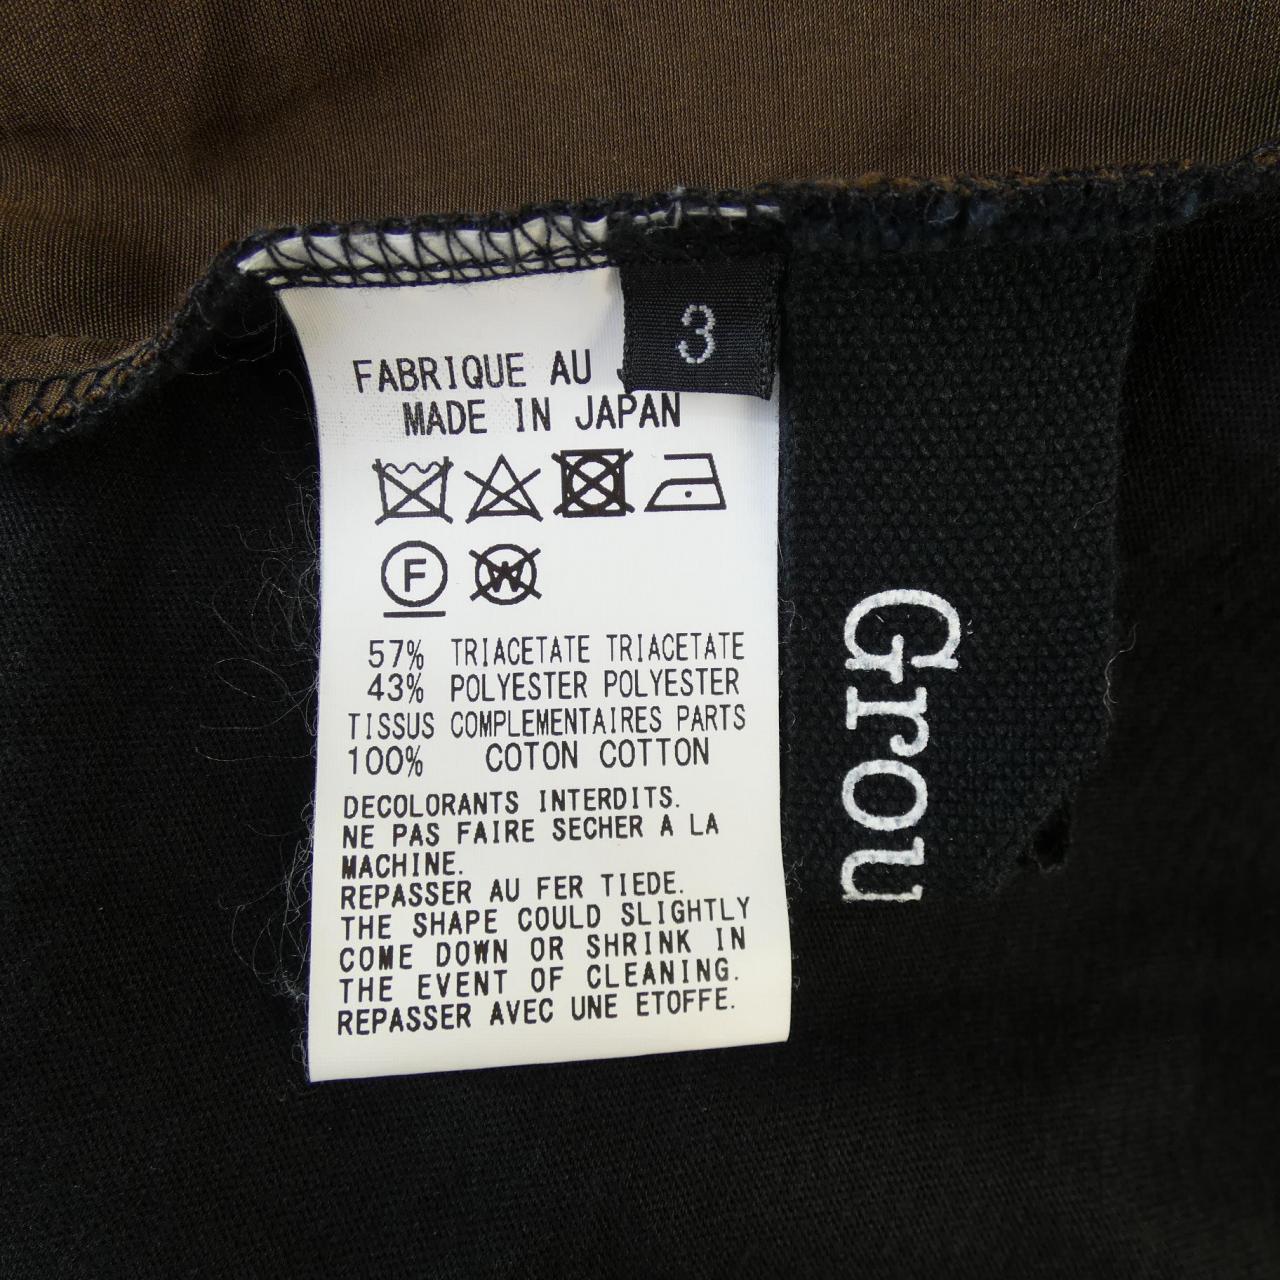 3
FABRIQUE AU
MADE IN JAPAN
F
W
57% TRIACETATE TRIACETATE
43% POLYESTER POLYESTER
TISSUS COMPLEMENTAIRES PARTS
100% COTON COTTON
DECOLORANTS INTERDITS.
NE PAS FAIRE SECHER A LA
MACHINE.
REPASSER AU FER TIEDE.
THE SHAPE COULD SLIGHTLY
COME DOWN OR SHRINK IN
THE EVENT OF CLEANING.
REPASSER AVEC UNE ETOFFE.
Grou